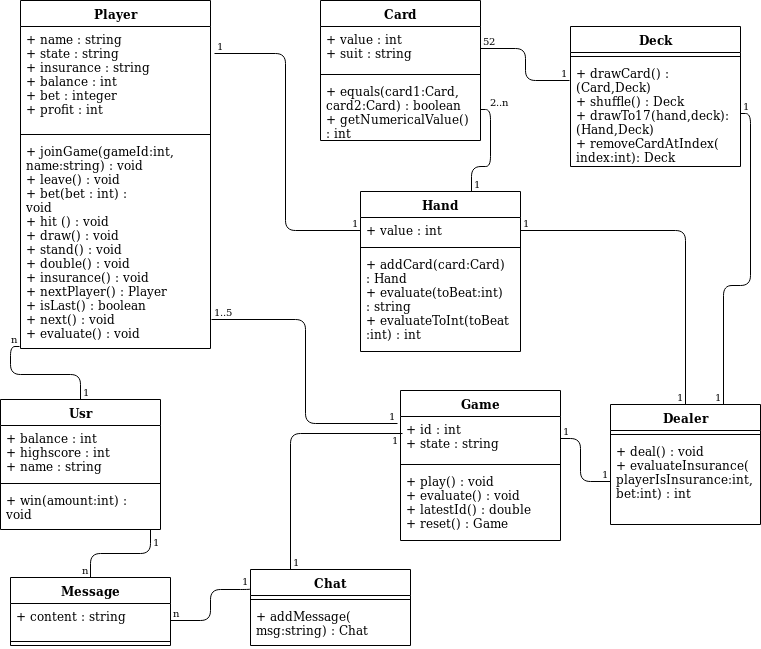 Player
+ name : string
+ state : string
+ insurance : string
+ balance : int
+ bet : integer
+ profit : int
+ joinGame(gameId:int,
name:string) : void
+ leave() : void
+ bet(bet : int) :
void
+ hit () : void
+ draw() : void
+ stand() : void
+ double() : void
+ insurance() : void
+ nextPlayer() : Player
+ isLast() : boolean
+ next() : void
+ evaluate() : void
1
1
1..5
1
n
1
Card
+ value : int
+ suit : string
+ equals(card1:Card,
card2:Card) : boolean
+ getNumericalValue()
: int
52
1
2..n
1
Deck
+ drawCard() :
(Card,Deck)
+ shuffle() : Deck
+ drawTo17(hand,deck):
(Hand,Deck)
+ removeCardAtIndex(
index:int): Deck
1
1
Hand
+ value : int
+ addCard(card:Card)
: Hand
+ evaluate(toBeat:int)
: string
+ evaluateToInt(toBeat
:int) : int
1
1
Usr
+ balance : int
+ highscore : int
+ name : string
+ win(amount:int) :
void
1
n
Game
+ id : int
+ state : string
+ play() : void
+ evaluate() : void
+ latestId() : double
+ reset() : Game
1
1
1
1
Dealer
+ deal() : void
+ evaluateInsurance(
playerIsInsurance:int,
bet:int) : int
Message
+ content : string
n
1
Chat
+ addMessage(
msg:string) : Chat